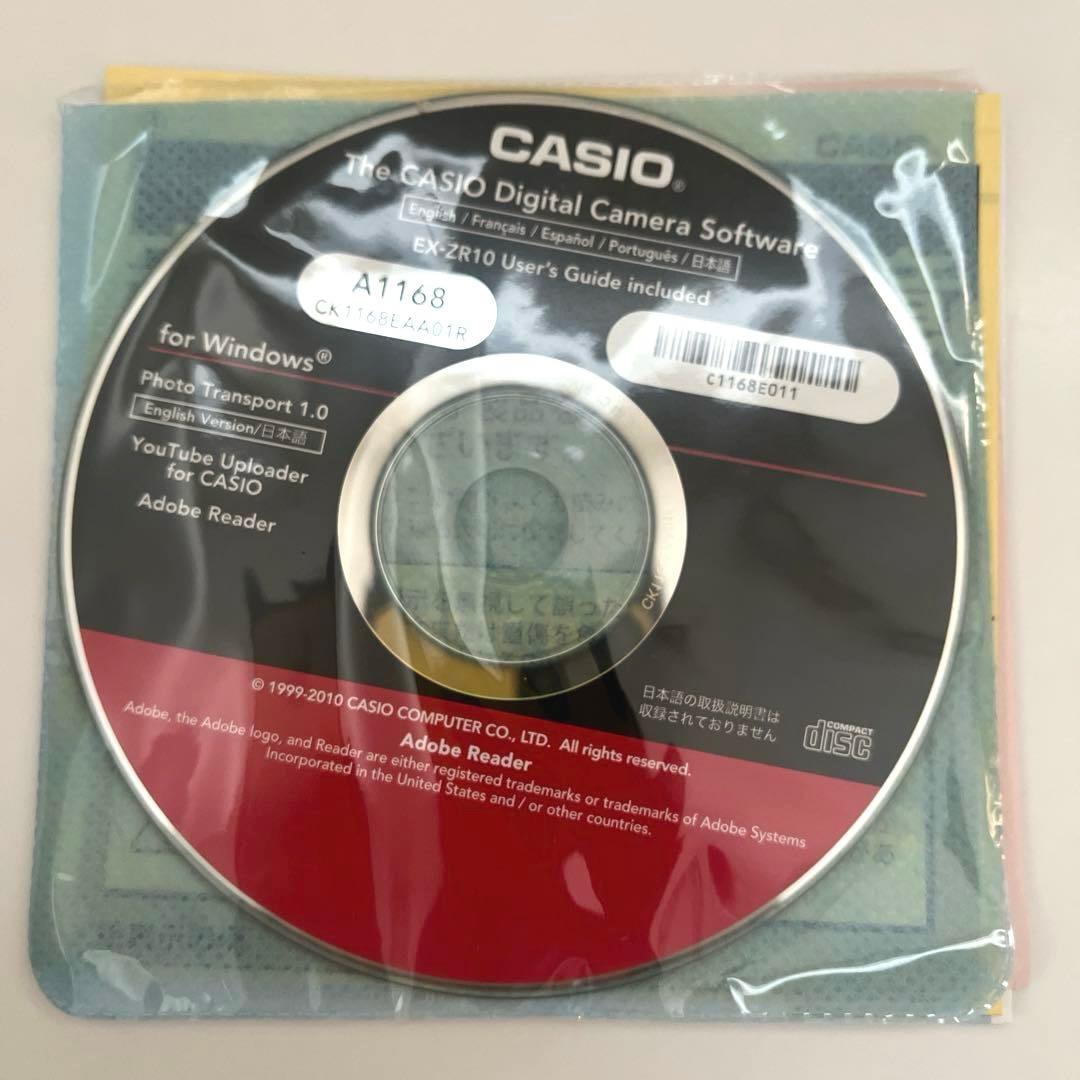 CASIO®
The CASIO Digital Camera Software
English / Français / Español / Português / 日本語
EX-ZR10 User's Guide included
A1168
CK1168EAA01R
C1168E011
for Windows®
Photo Transport 1.0
English Version/日本語
YouTube Uploader
for CASIO
Adobe Reader
日本語の取扱説明書は
収録されておりません
COMPACT
disc
© 1999-2010 CASIO COMPUTER CO., LTD. All rights reserved.
Adobe Reader
Adobe, the Adobe logo, and Reader are either registered trademarks or trademarks of Adobe Systems
Incorporated in the United States and / or other countries.
CASIO